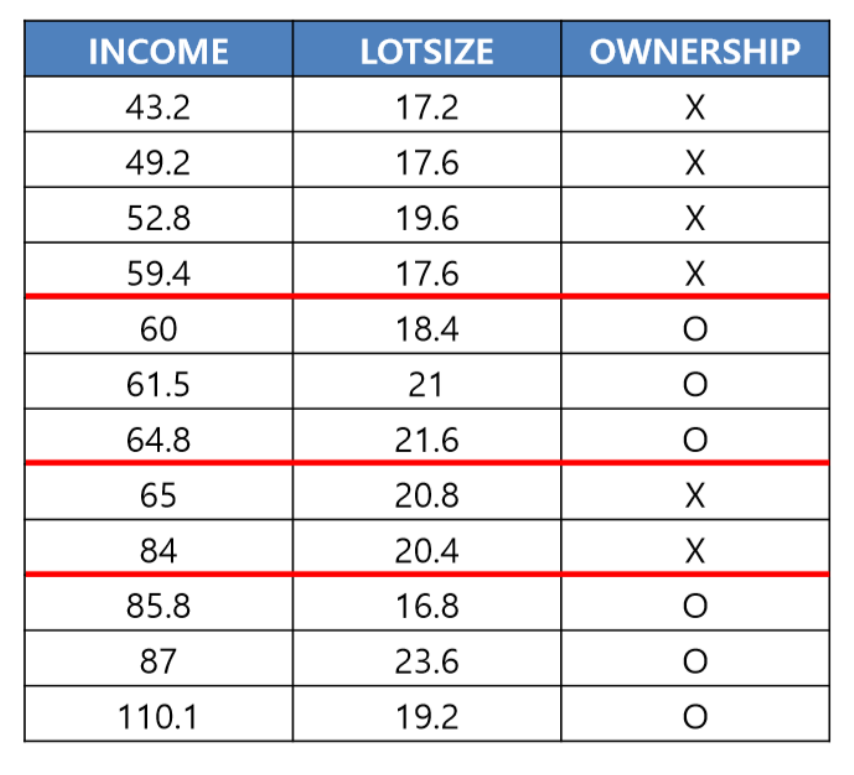 INCOME LOTSIZE OWNERSHIP
43.2 17.2 X
49.2 17.6 X
52.8 19.6 X
59.4 17.6 X
60 18.4 O
61.5 21 O
64.8 21.6 O
65 20.8 X
84 20.4 X
85.8 16.8 O
87 23.6 O
110.1 19.2 O